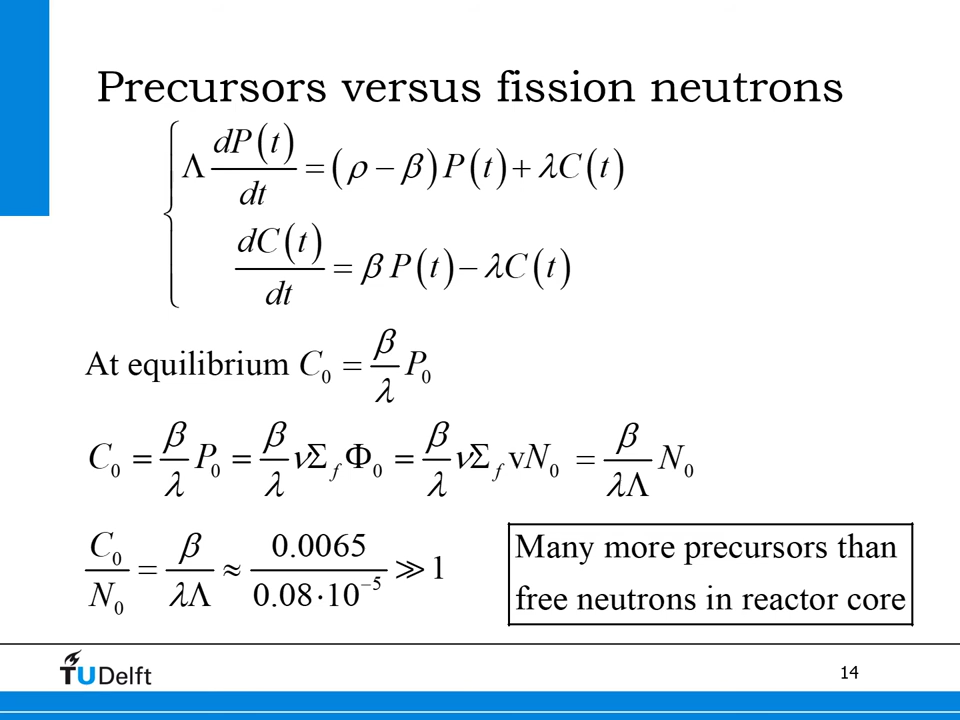 Precursors versus fission neutrons
Λ dP(t)/dt = (ρ − β) P(t) + λC(t)
dC(t)/dt = β P(t) − λC(t)
At equilibrium C₀ = β/λ P₀
C₀ = β/λ P₀ = β/λ νΣ_f Φ₀ = β/λ νΣ_f vN₀ = β/λΛ N₀
C₀/N₀ = β/λΛ ≈ 0.0065/0.08·10⁻⁵ ≫ 1
Many more precursors than
free neutrons in reactor core
TUDelft
14